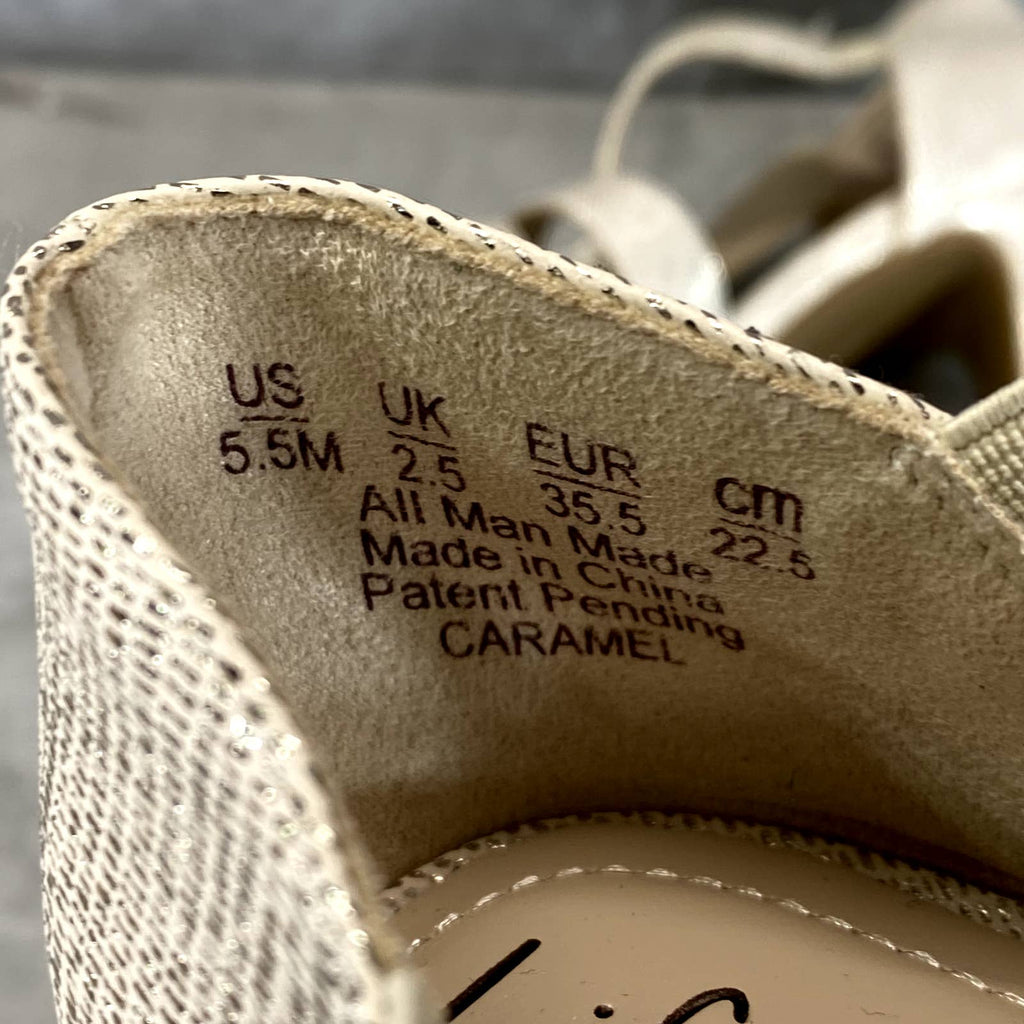 US UK EUR cm
5.5M 2.5 35.5 22.5
All Man Made
Made in China
Patent Pending
CARAMEL